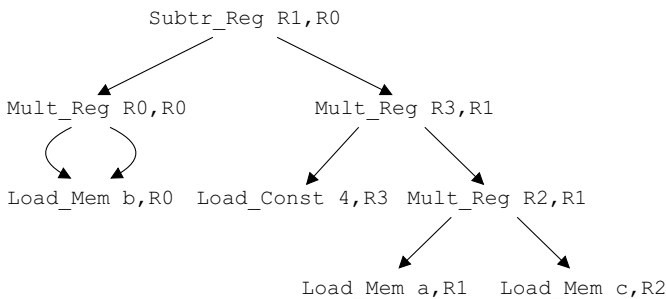 Subtr_Reg R1,R0
Mult_Reg R0,R0 Mult_Reg R3,R1
Load_Mem b,R0 Load_Const 4,R3 Mult_Reg R2,R1
Load_Mem a,R1 Load_Mem c,R2